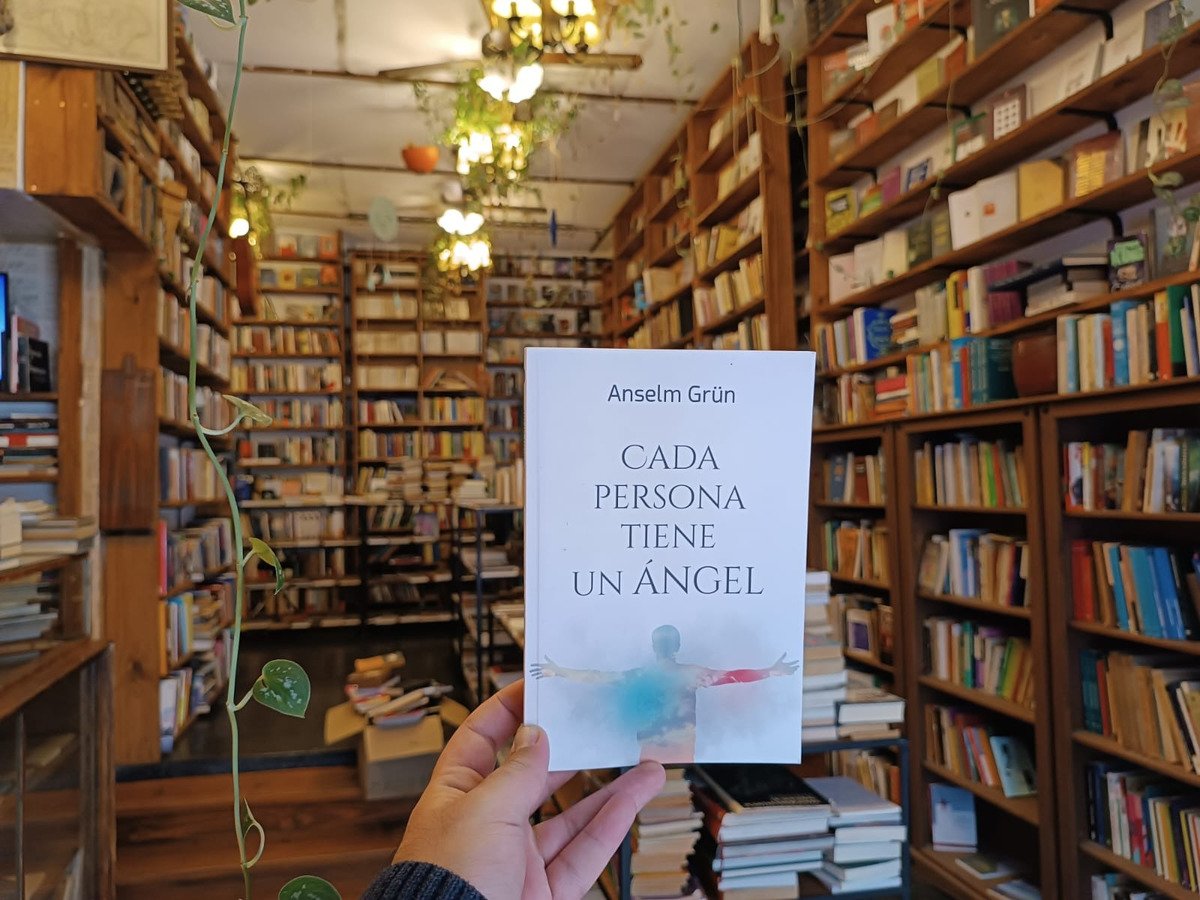 Anselm Grün
CADA
PERSONA
TIENE
UN ÁNGEL